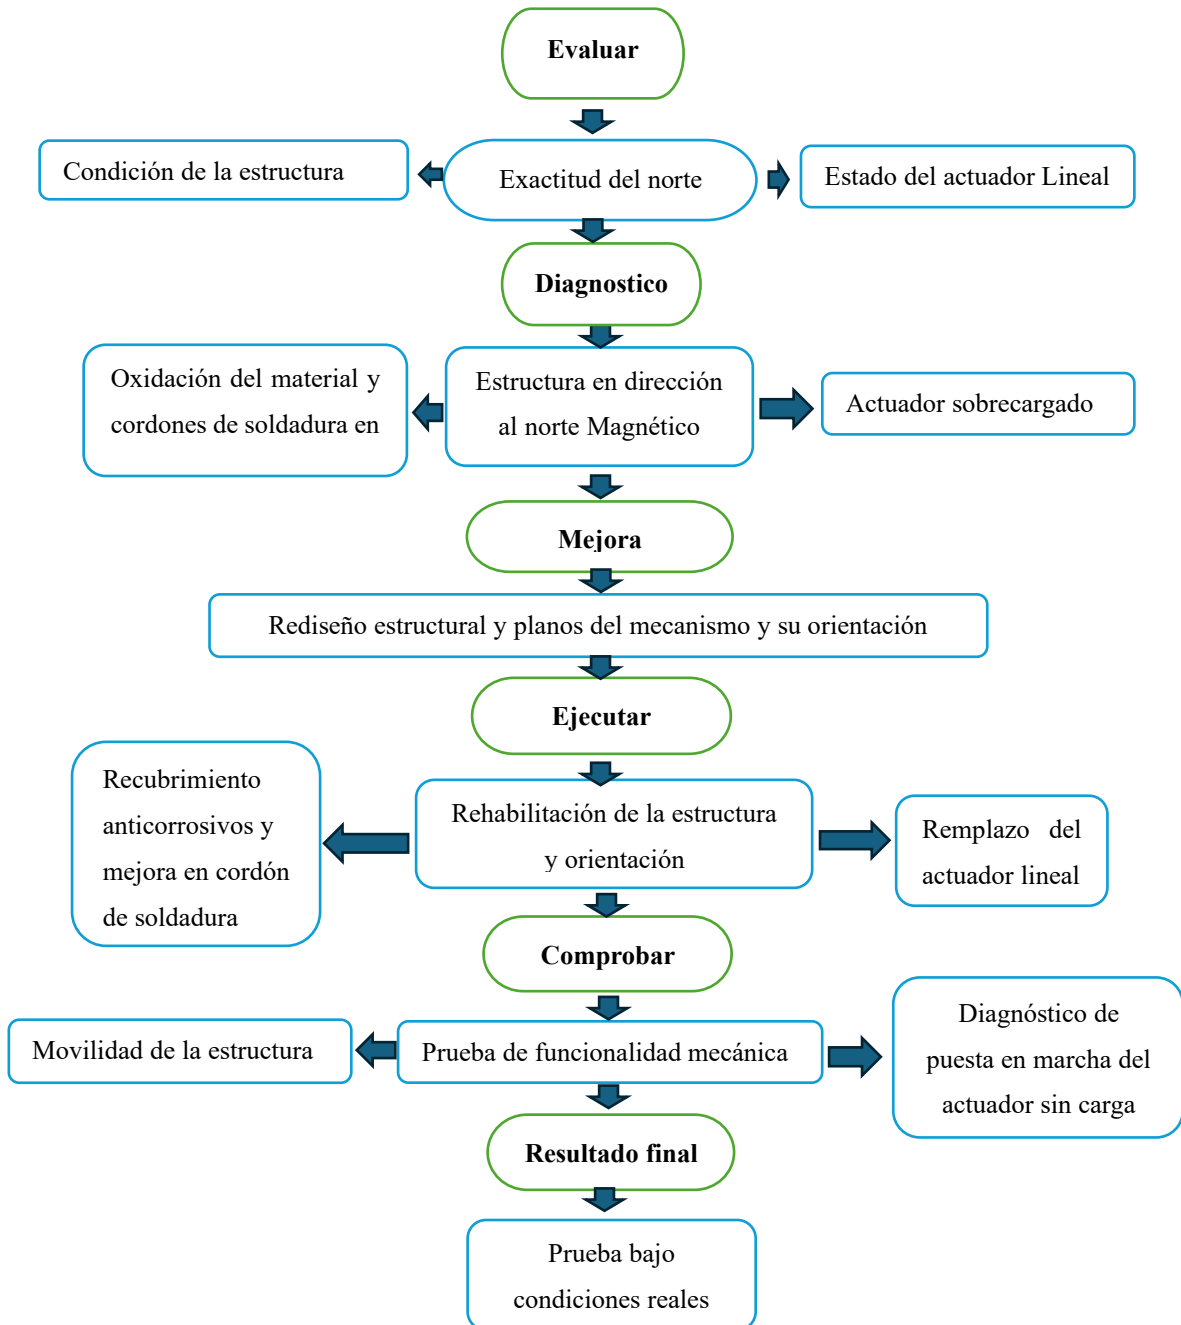 Evaluar
Condición de la estructura
Exactitud del norte
Estado del actuador Lineal
Diagnostico
Oxidación del material y
cordones de soldadura en
Estructura en dirección
al norte Magnético
Actuador sobrecargado
Mejora
Rediseño estructural y planos del mecanismo y su orientación
Ejecutar
Recubrimiento
anticorrosivos y
mejora en cordón
de soldadura
Rehabilitación de la estructura
y orientación
Remplazo del
actuador lineal
Comprobar
Movilidad de la estructura
Prueba de funcionalidad mecánica
Diagnóstico de
puesta en marcha del
actuador sin carga
Resultado final
Prueba bajo
condiciones reales